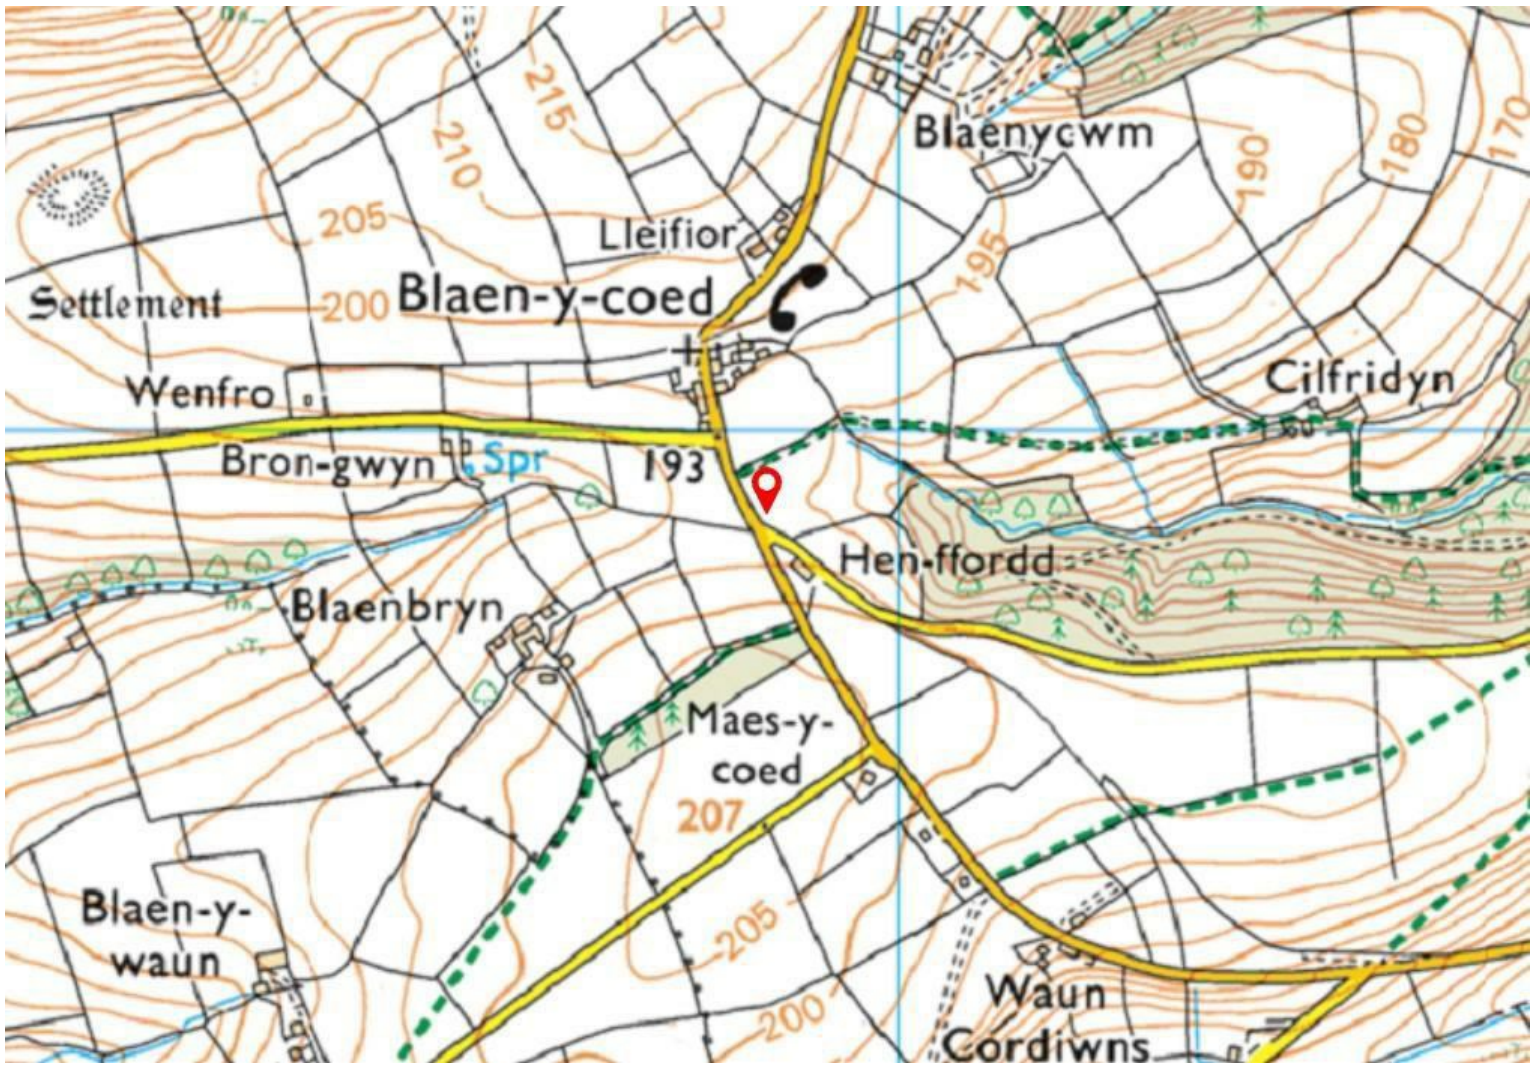 215
210
Blaenycwm
190
180
170
205
Lleifior
195
Settlement
200
Blaen-y-coed
Wenfro
Cilfridyn
Bron-gwyn
Spr
193
Hen-ffordd
Blaenbryn
Maes-y-
coed
207
205
Blaen-y-
waun
200
Waun
Cordiwns